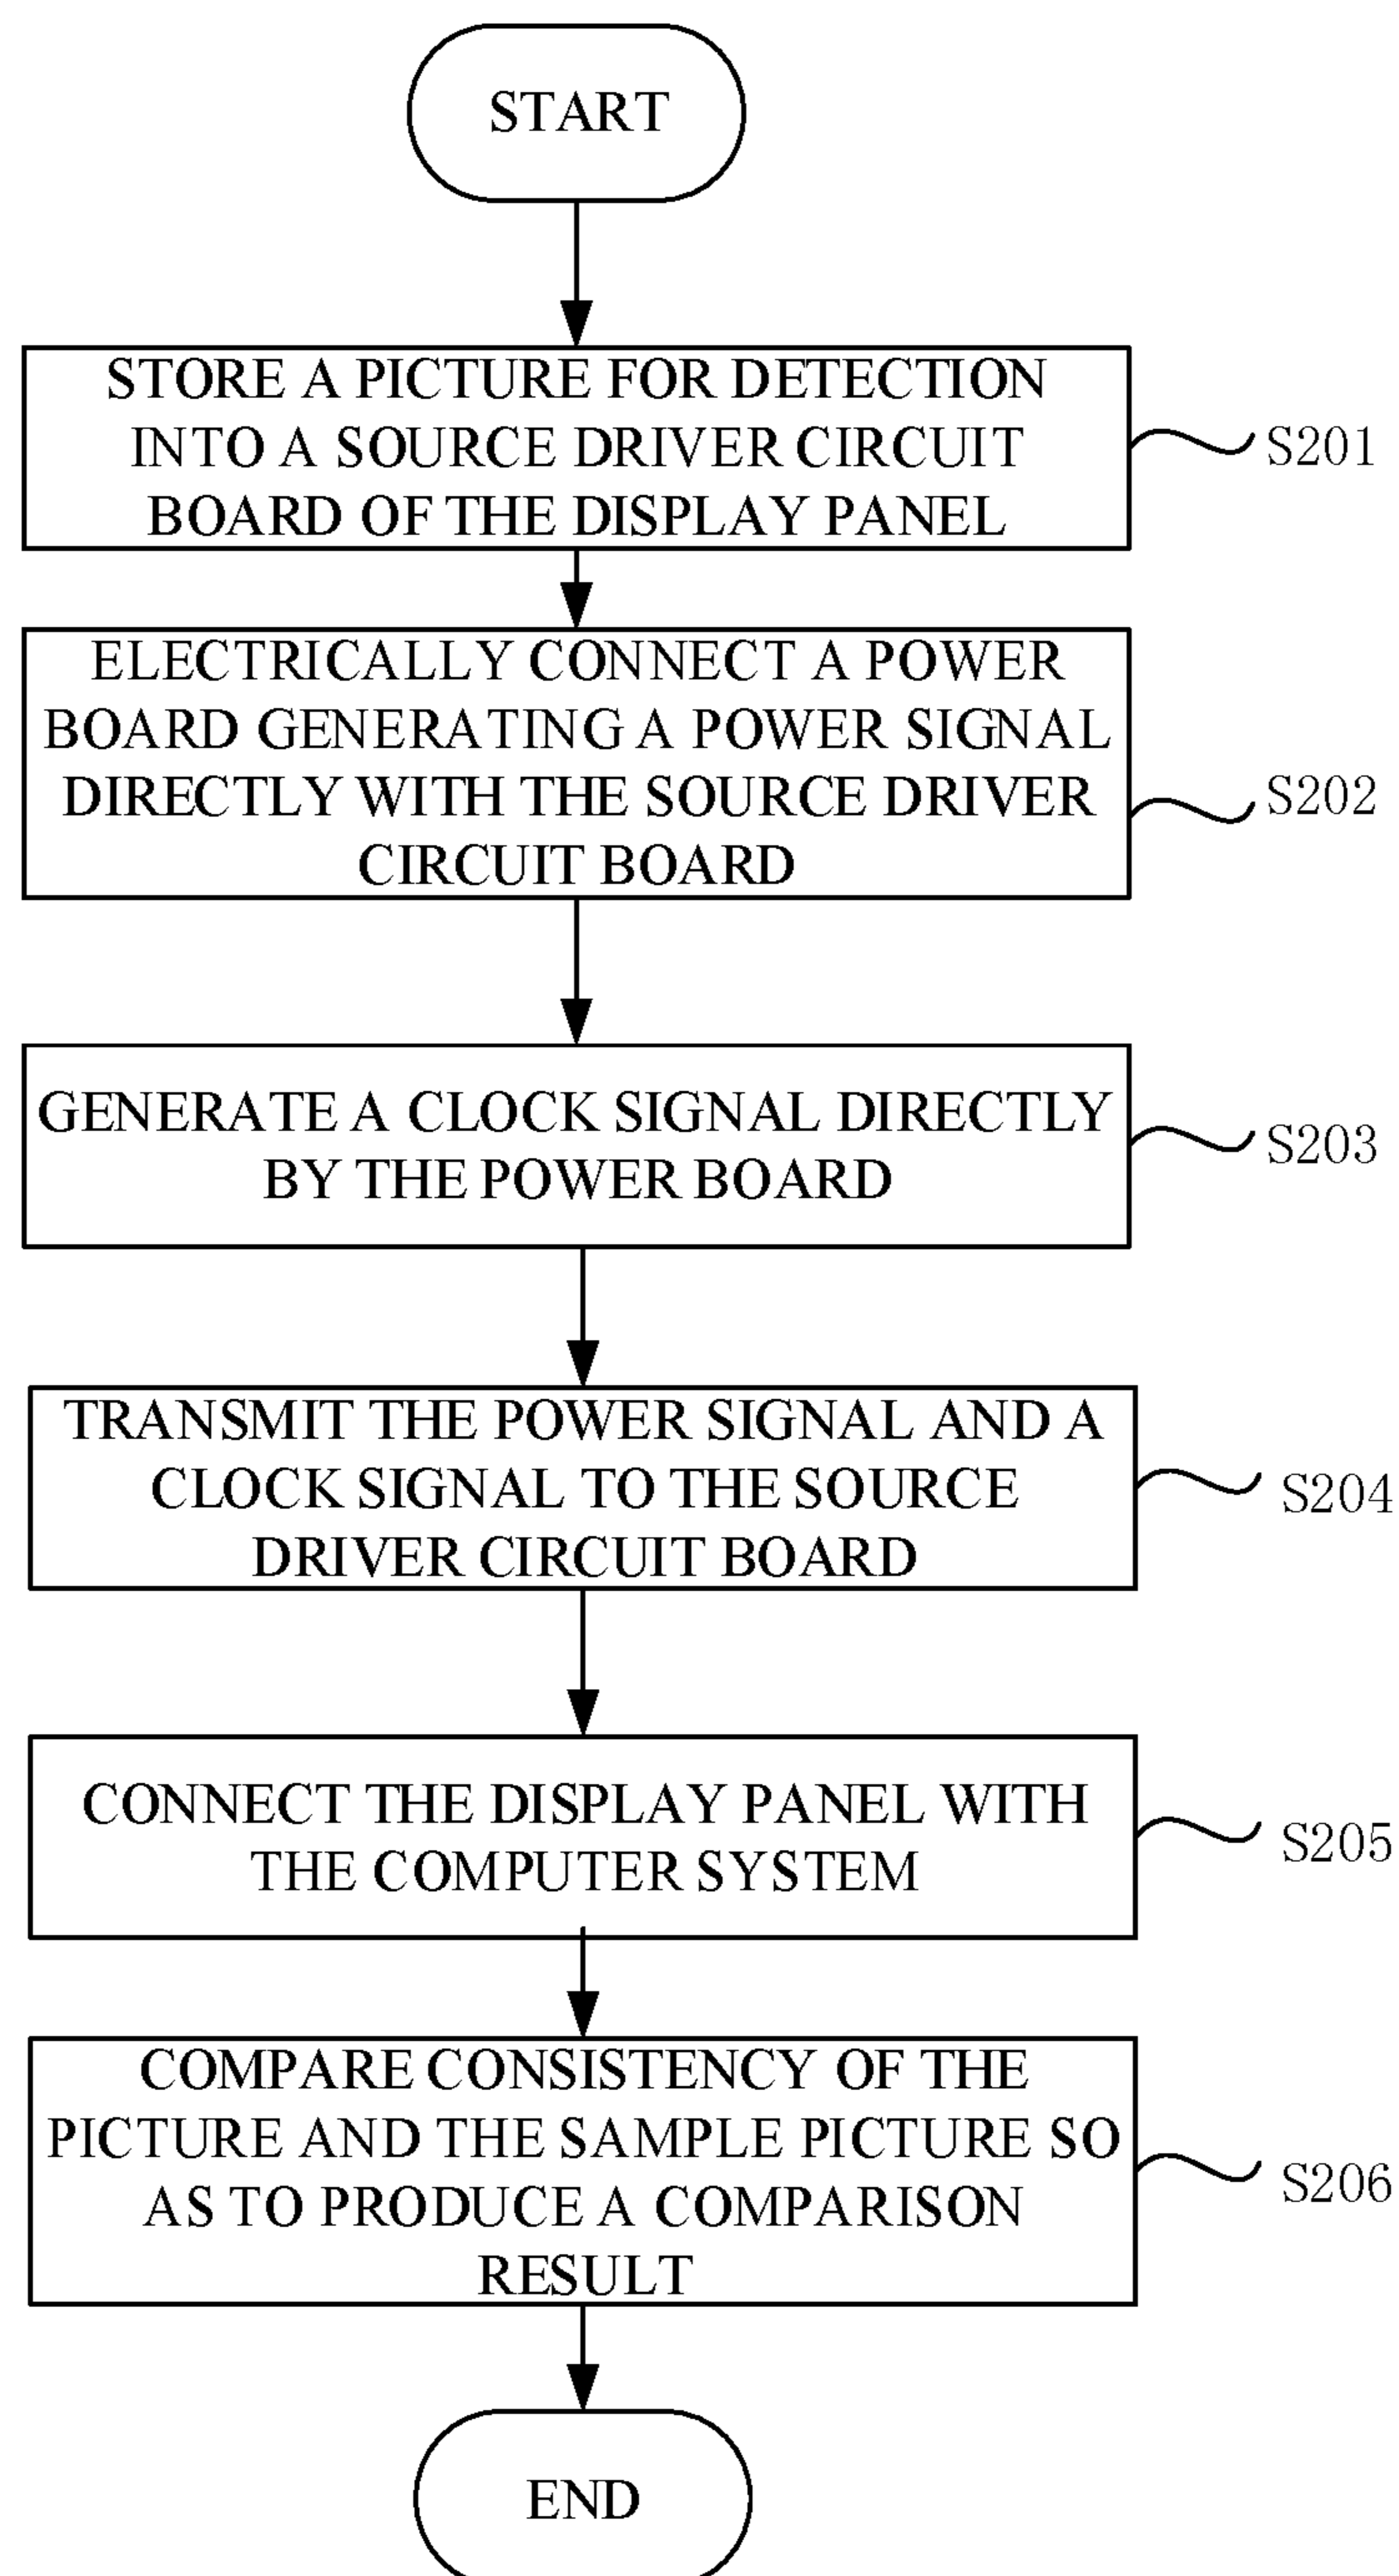 START
STORE A PICTURE FOR DETECTION
INTO A SOURCE DRIVER CIRCUIT
BOARD OF THE DISPLAY PANEL
S201
ELECTRICALLY CONNECT A POWER
BOARD GENERATING A POWER SIGNAL
DIRECTLY WITH THE SOURCE DRIVER
CIRCUIT BOARD
S202
GENERATE A CLOCK SIGNAL DIRECTLY
BY THE POWER BOARD
S203
TRANSMIT THE POWER SIGNAL AND A
CLOCK SIGNAL TO THE SOURCE
DRIVER CIRCUIT BOARD
S204
CONNECT THE DISPLAY PANEL WITH
THE COMPUTER SYSTEM
S205
COMPARE CONSISTENCY OF THE
PICTURE AND THE SAMPLE PICTURE SO
AS TO PRODUCE A COMPARISON
RESULT
S206
END